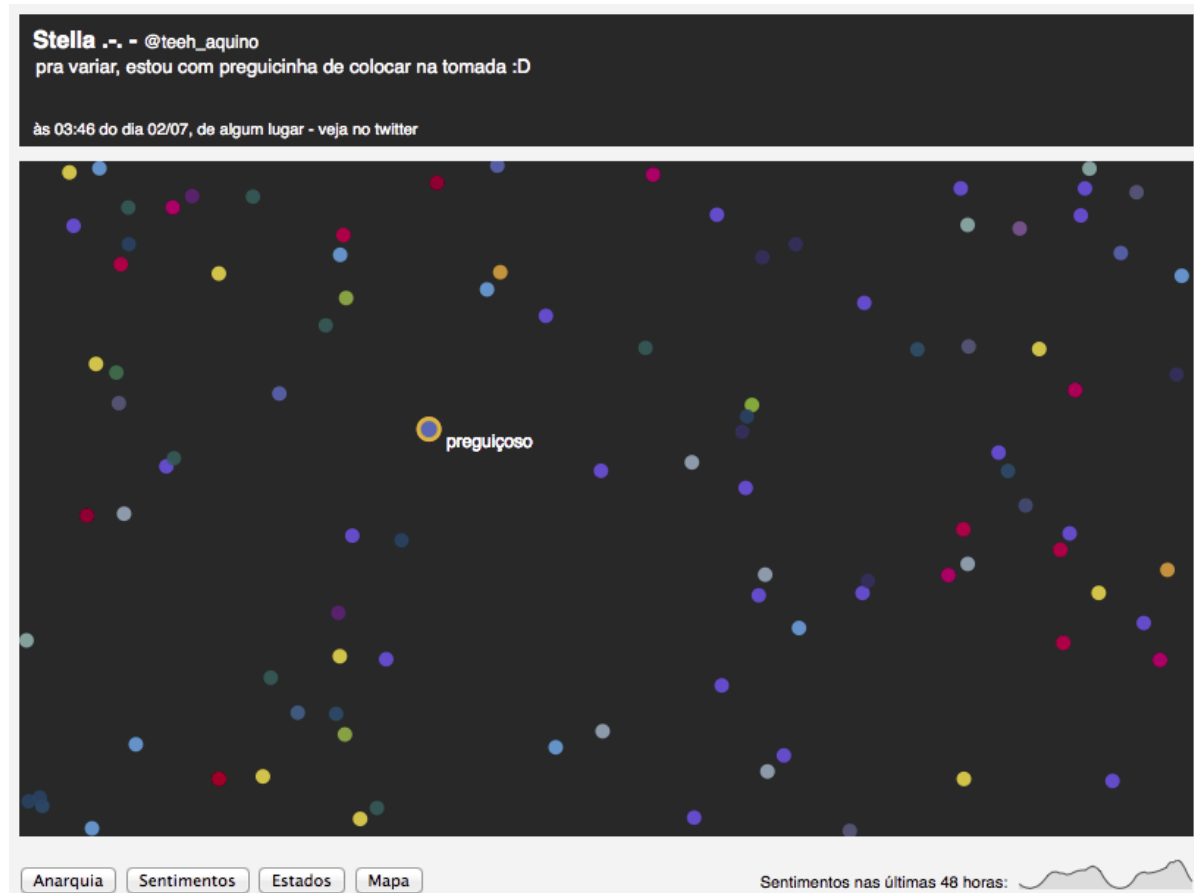 Stella .-. - @teeh_aquino
pra variar, estou com preguicinha de colocar na tomada :D
às 03:46 do dia 02/07, de algum lugar - veja no twitter
preguiçoso
Anarquia Sentimentos Estados Mapa Sentimentos nas últimas 48 horas: